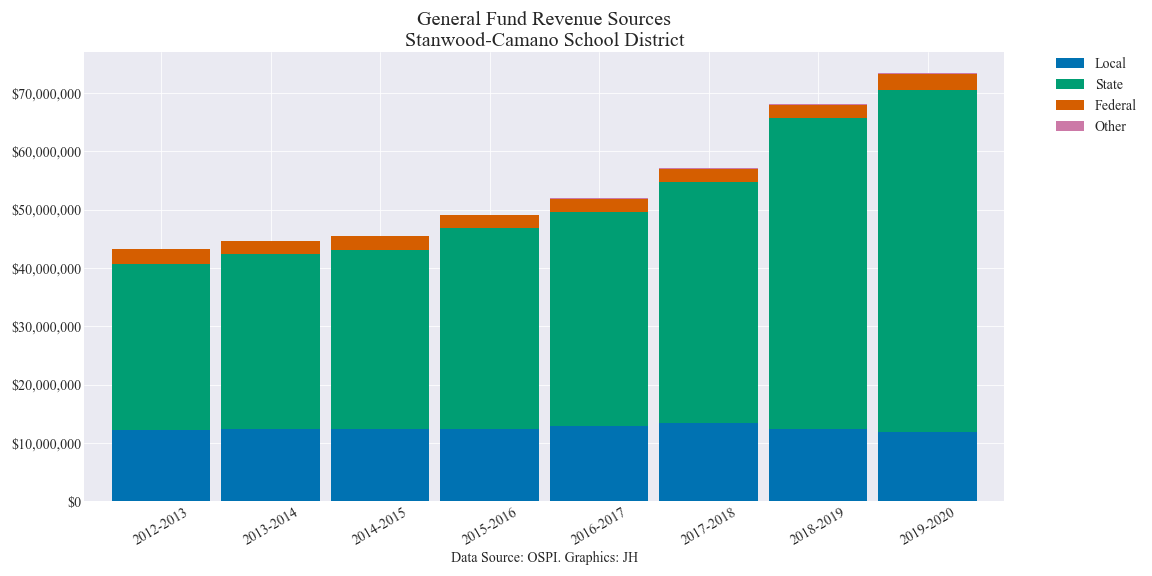 General Fund Revenue Sources
Stanwood-Camano School District
Local
State
Federal
Other
$70,000,000
$60,000,000
$50,000,000
$40,000,000
$30,000,000
$20,000,000
$10,000,000
$0
2012-2013
2013-2014
2014-2015
2015-2016
2016-2017
2017-2018
2018-2019
2019-2020
Data Source: OSPI. Graphics: JH